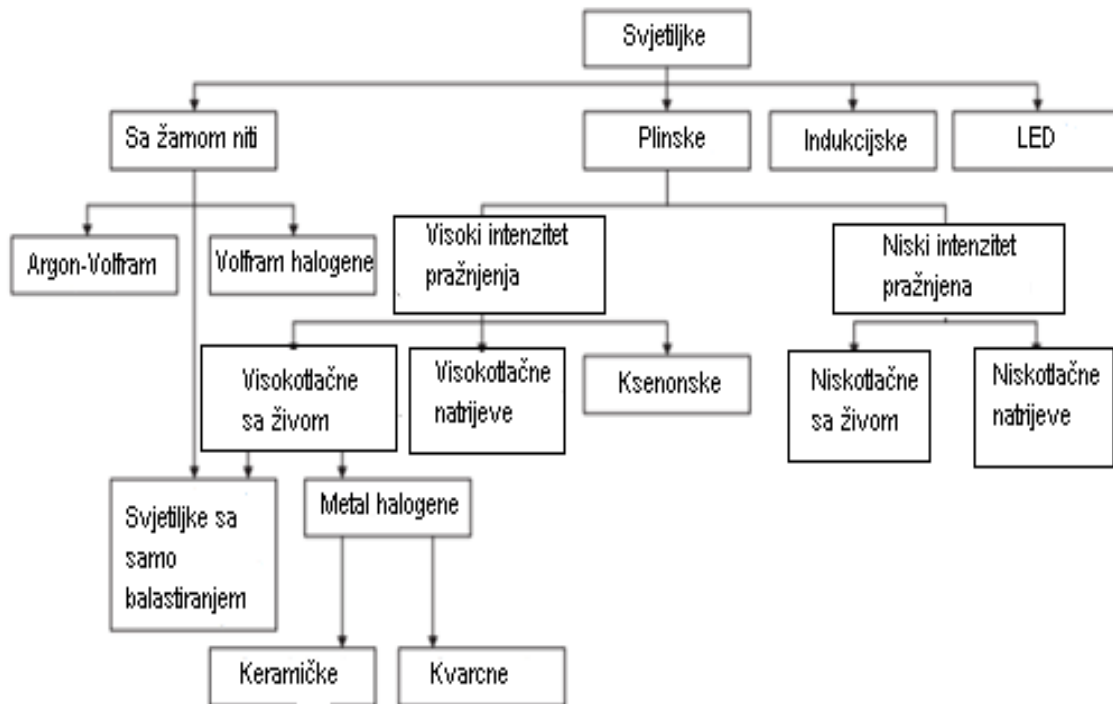 Svjetiljke
Sa žarnom niti
Plinske
Indukcijske
LED
Argon-Volfram
Volfram halogene
Visoki intenzitet
pražnjenja
Niski intenzitet
pražnjena
Visokotlačne
sa živom
Visokotlačne
natrijeve
Ksenonske
Niskotlačne
sa živom
Niskotlačne
natrijeve
Svjetiljke sa
samo
balastiranjem
Metal halogene
Keramičke
Kvarcne